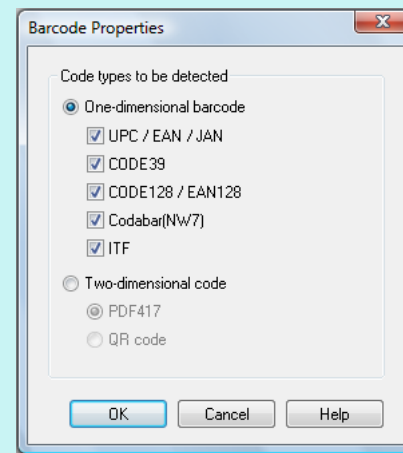 Barcode Properties
Code types to be detected
One-dimensional barcode
UPC / EAN / JAN
CODE39
CODE128 / EAN128
Codabar(NW7)
ITF
Two-dimensional code
PDF417
QR code
OK Cancel Help